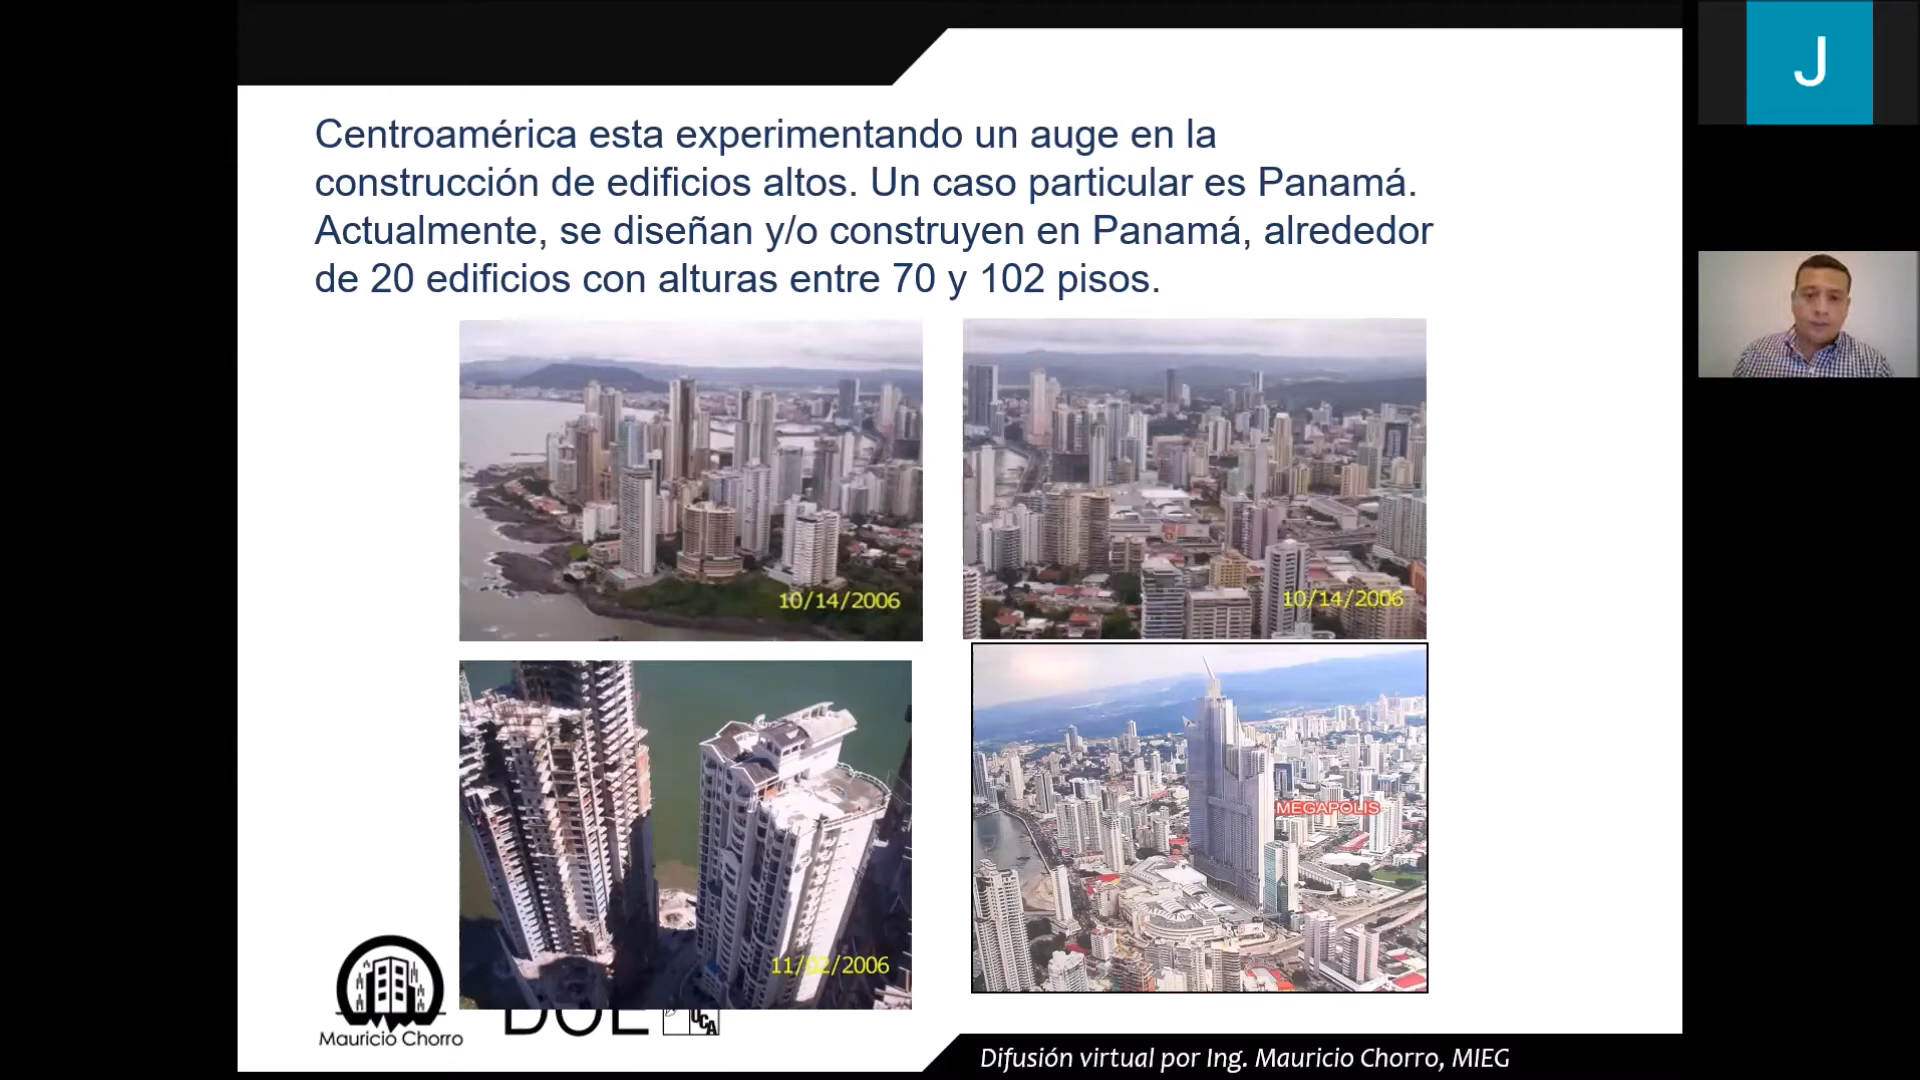 J
Centroamérica esta experimentando un auge en la
construcción de edificios altos. Un caso particular es Panamá.
Actualmente, se diseñan y/o construyen en Panamá, alrededor
de 20 edificios con alturas entre 70 y 102 pisos.
10/14/2006
10/14/2006
MEGAPOLIS
11/02/2006
Mauricio Chorro
UCA
Difusión virtual por Ing. Mauricio Chorro, MIEG